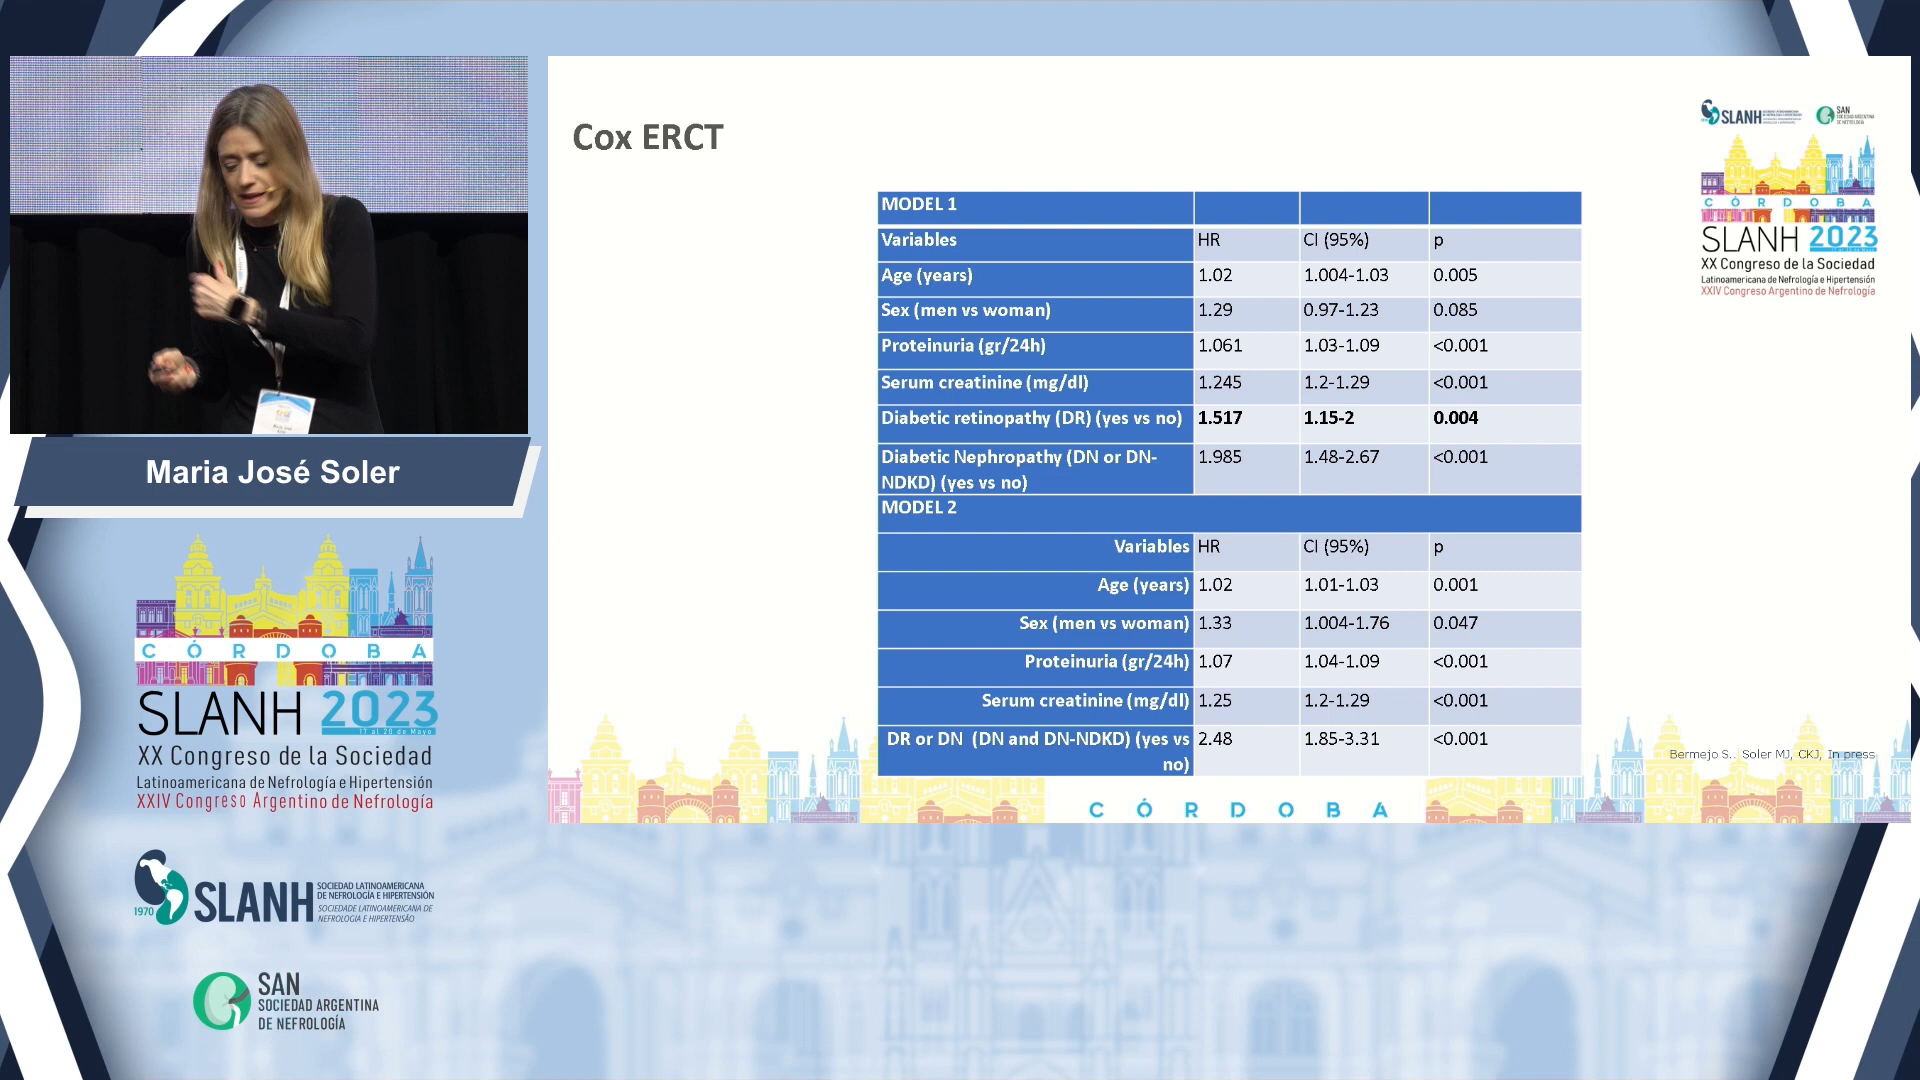 Maria José Soler
CÓRDOBA
SLANH 2023
17 al 20 de Mayo
XX Congreso de la Sociedad
Latinoamericana de Nefrología e Hipertensión
XXIV Congreso Argentino de Nefrología
1970 SLANH
SOCIEDAD LATINOAMERICANA
DE NEFROLOGÍA E HIPERTENSIÓN
SOCIEDADE LATINOAMERICANA DE
NEFROLOGIA E HIPERTENSÃO
SAN
SOCIEDAD ARGENTINA
DE NEFROLOGÍA
Cox ERCT
MODEL 1
Variables HR CI (95%) p
Age (years) 1.02 1.004-1.03 0.005
Sex (men vs woman) 1.29 0.97-1.23 0.085
Proteinuria (gr/24h) 1.061 1.03-1.09 <0.001
Serum creatinine (mg/dl) 1.245 1.2-1.29 <0.001
Diabetic retinopathy (DR) (yes vs no) 1.517 1.15-2 0.004
Diabetic Nephropathy (DN or DN- 1.985 1.48-2.67 <0.001
NDKD) (yes vs no)
MODEL 2
Variables HR CI (95%) p
Age (years) 1.02 1.01-1.03 0.001
Sex (men vs woman) 1.33 1.004-1.76 0.047
Proteinuria (gr/24h) 1.07 1.04-1.09 <0.001
Serum creatinine (mg/dl) 1.25 1.2-1.29 <0.001
DR or DN (DN and DN-NDKD) (yes vs 2.48 1.85-3.31 <0.001
no)
SLANH
SAN
CÓRDOBA
SLANH 2023
XX Congreso de la Sociedad
Latinoamericana de Nefrología e Hipertensión
XXIV Congreso Argentino de Nefrología
Bermejo S.. Soler MJ, CKJ, In press
CÓRDOBA